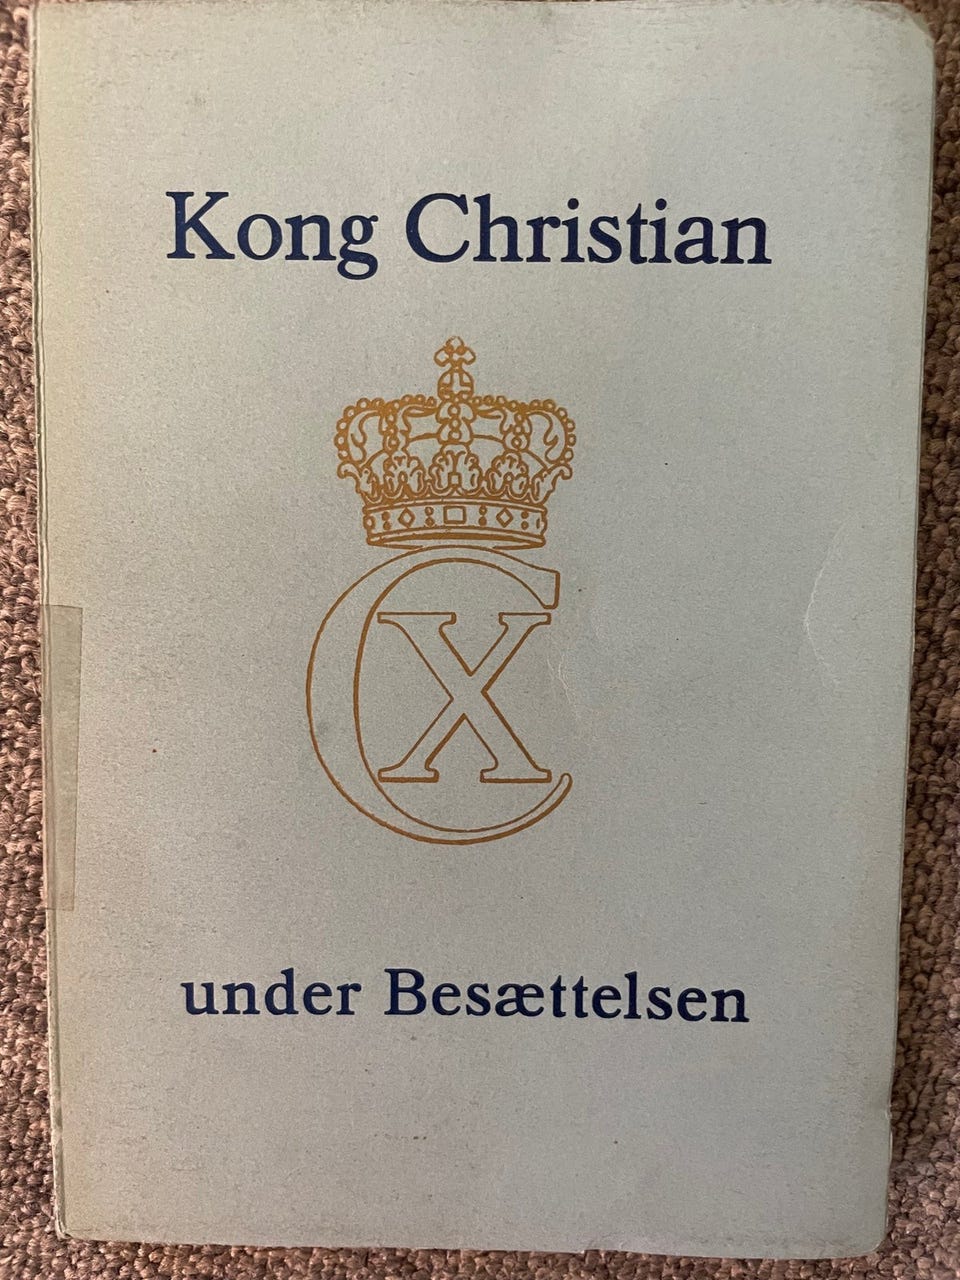 Kong Christian
CX
under Besættelsen